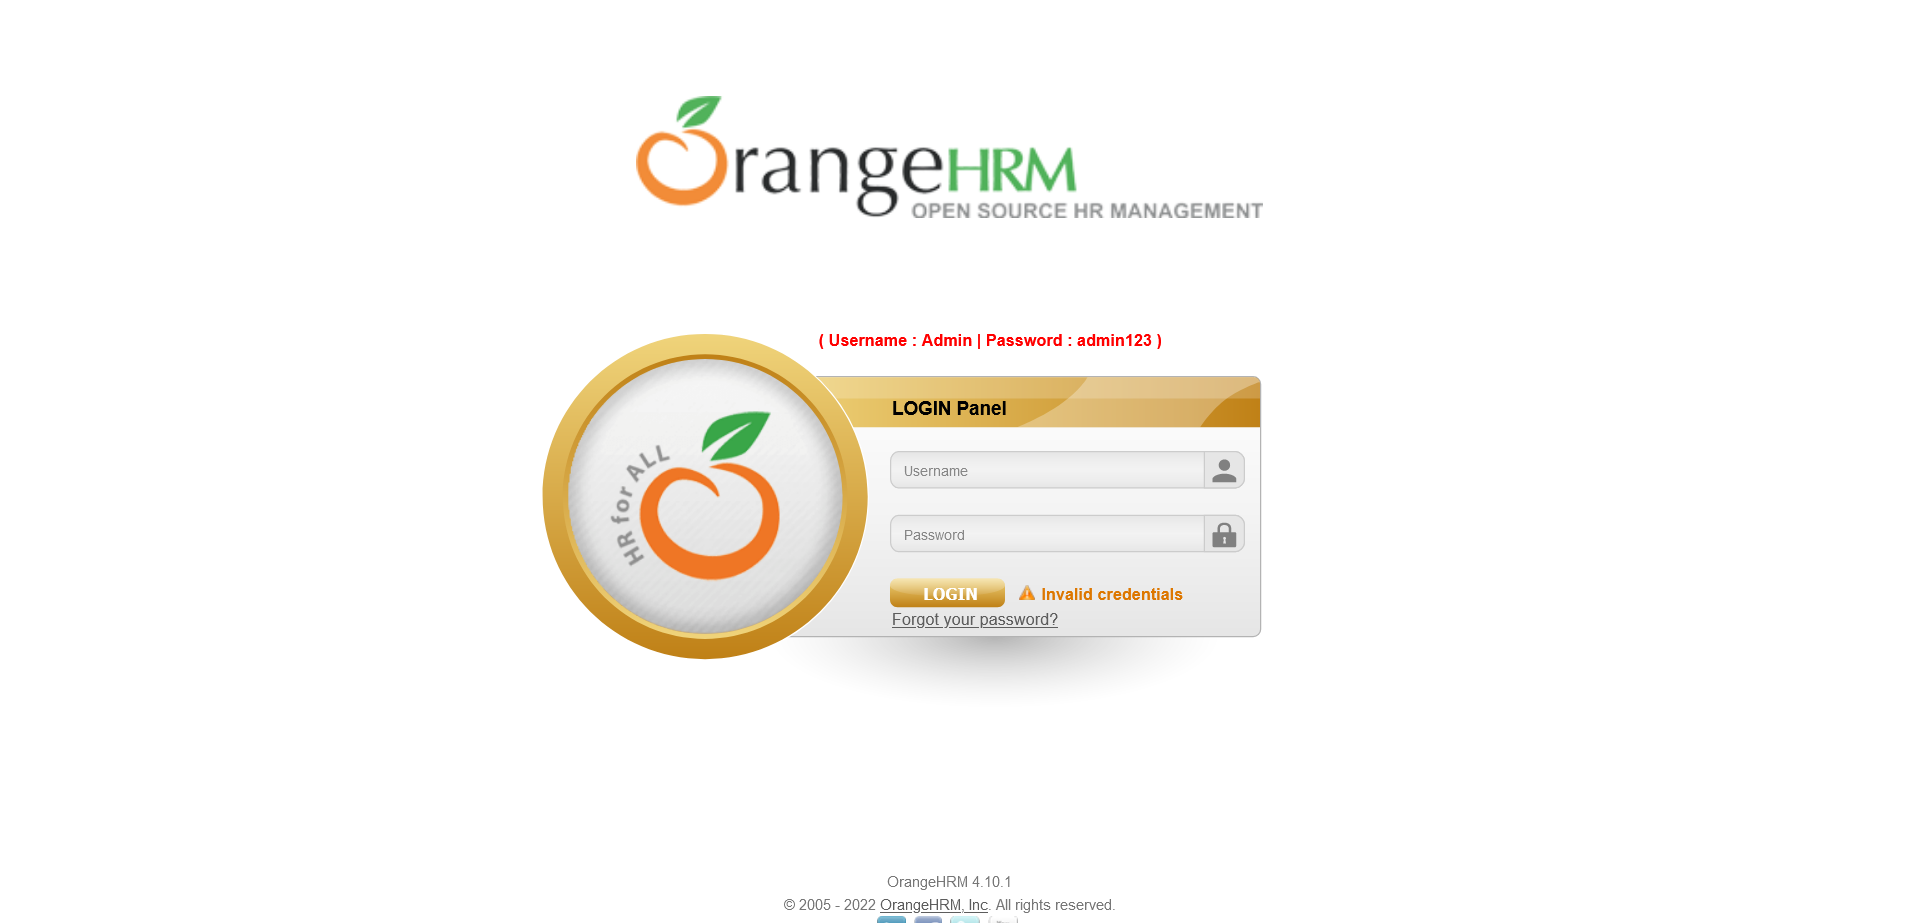 OrangeHRM
OPEN SOURCE HR MANAGEMENT
( Username : Admin | Password : admin123 )
LOGIN Panel
HR for ALL
Username
Password
LOGIN
Invalid credentials
Forgot your password?
OrangeHRM 4.10.1
© 2005 - 2022 OrangeHRM, Inc. All rights reserved.